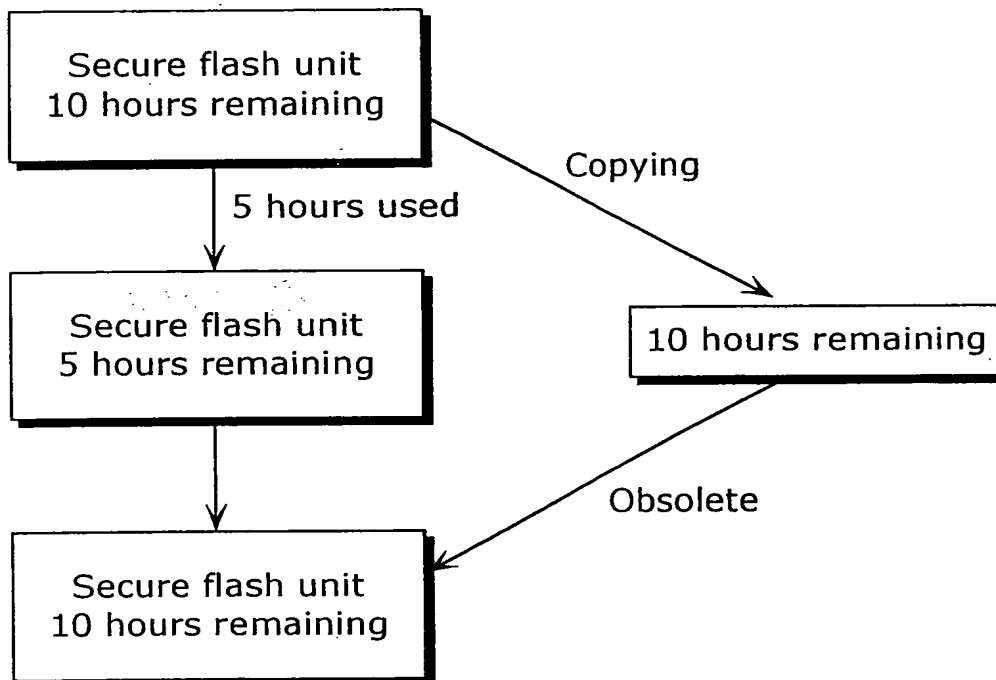 Secure flash unit
10 hours remaining
Copying
5 hours used
Secure flash unit
5 hours remaining
10 hours remaining
Obsolete
Secure flash unit
10 hours remaining